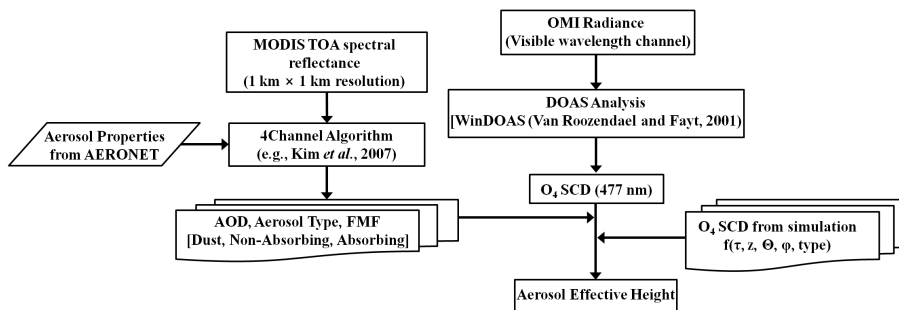 OMI Radiance
(Visible wavelength channel)
MODIS TOA spectral
reflectance
(1 km × 1 km resolution)
DOAS Analysis
[WinDOAS (Van Roozendael and Fayt, 2001)
Aerosol Properties
from AERONET
4Channel Algorithm
(e.g., Kim et al., 2007)
O₄ SCD (477 nm)
AOD, Aerosol Type, FMF
[Dust, Non-Absorbing, Absorbing]
O₄ SCD from simulation
f(τ, z, Θ, φ, type)
Aerosol Effective Height